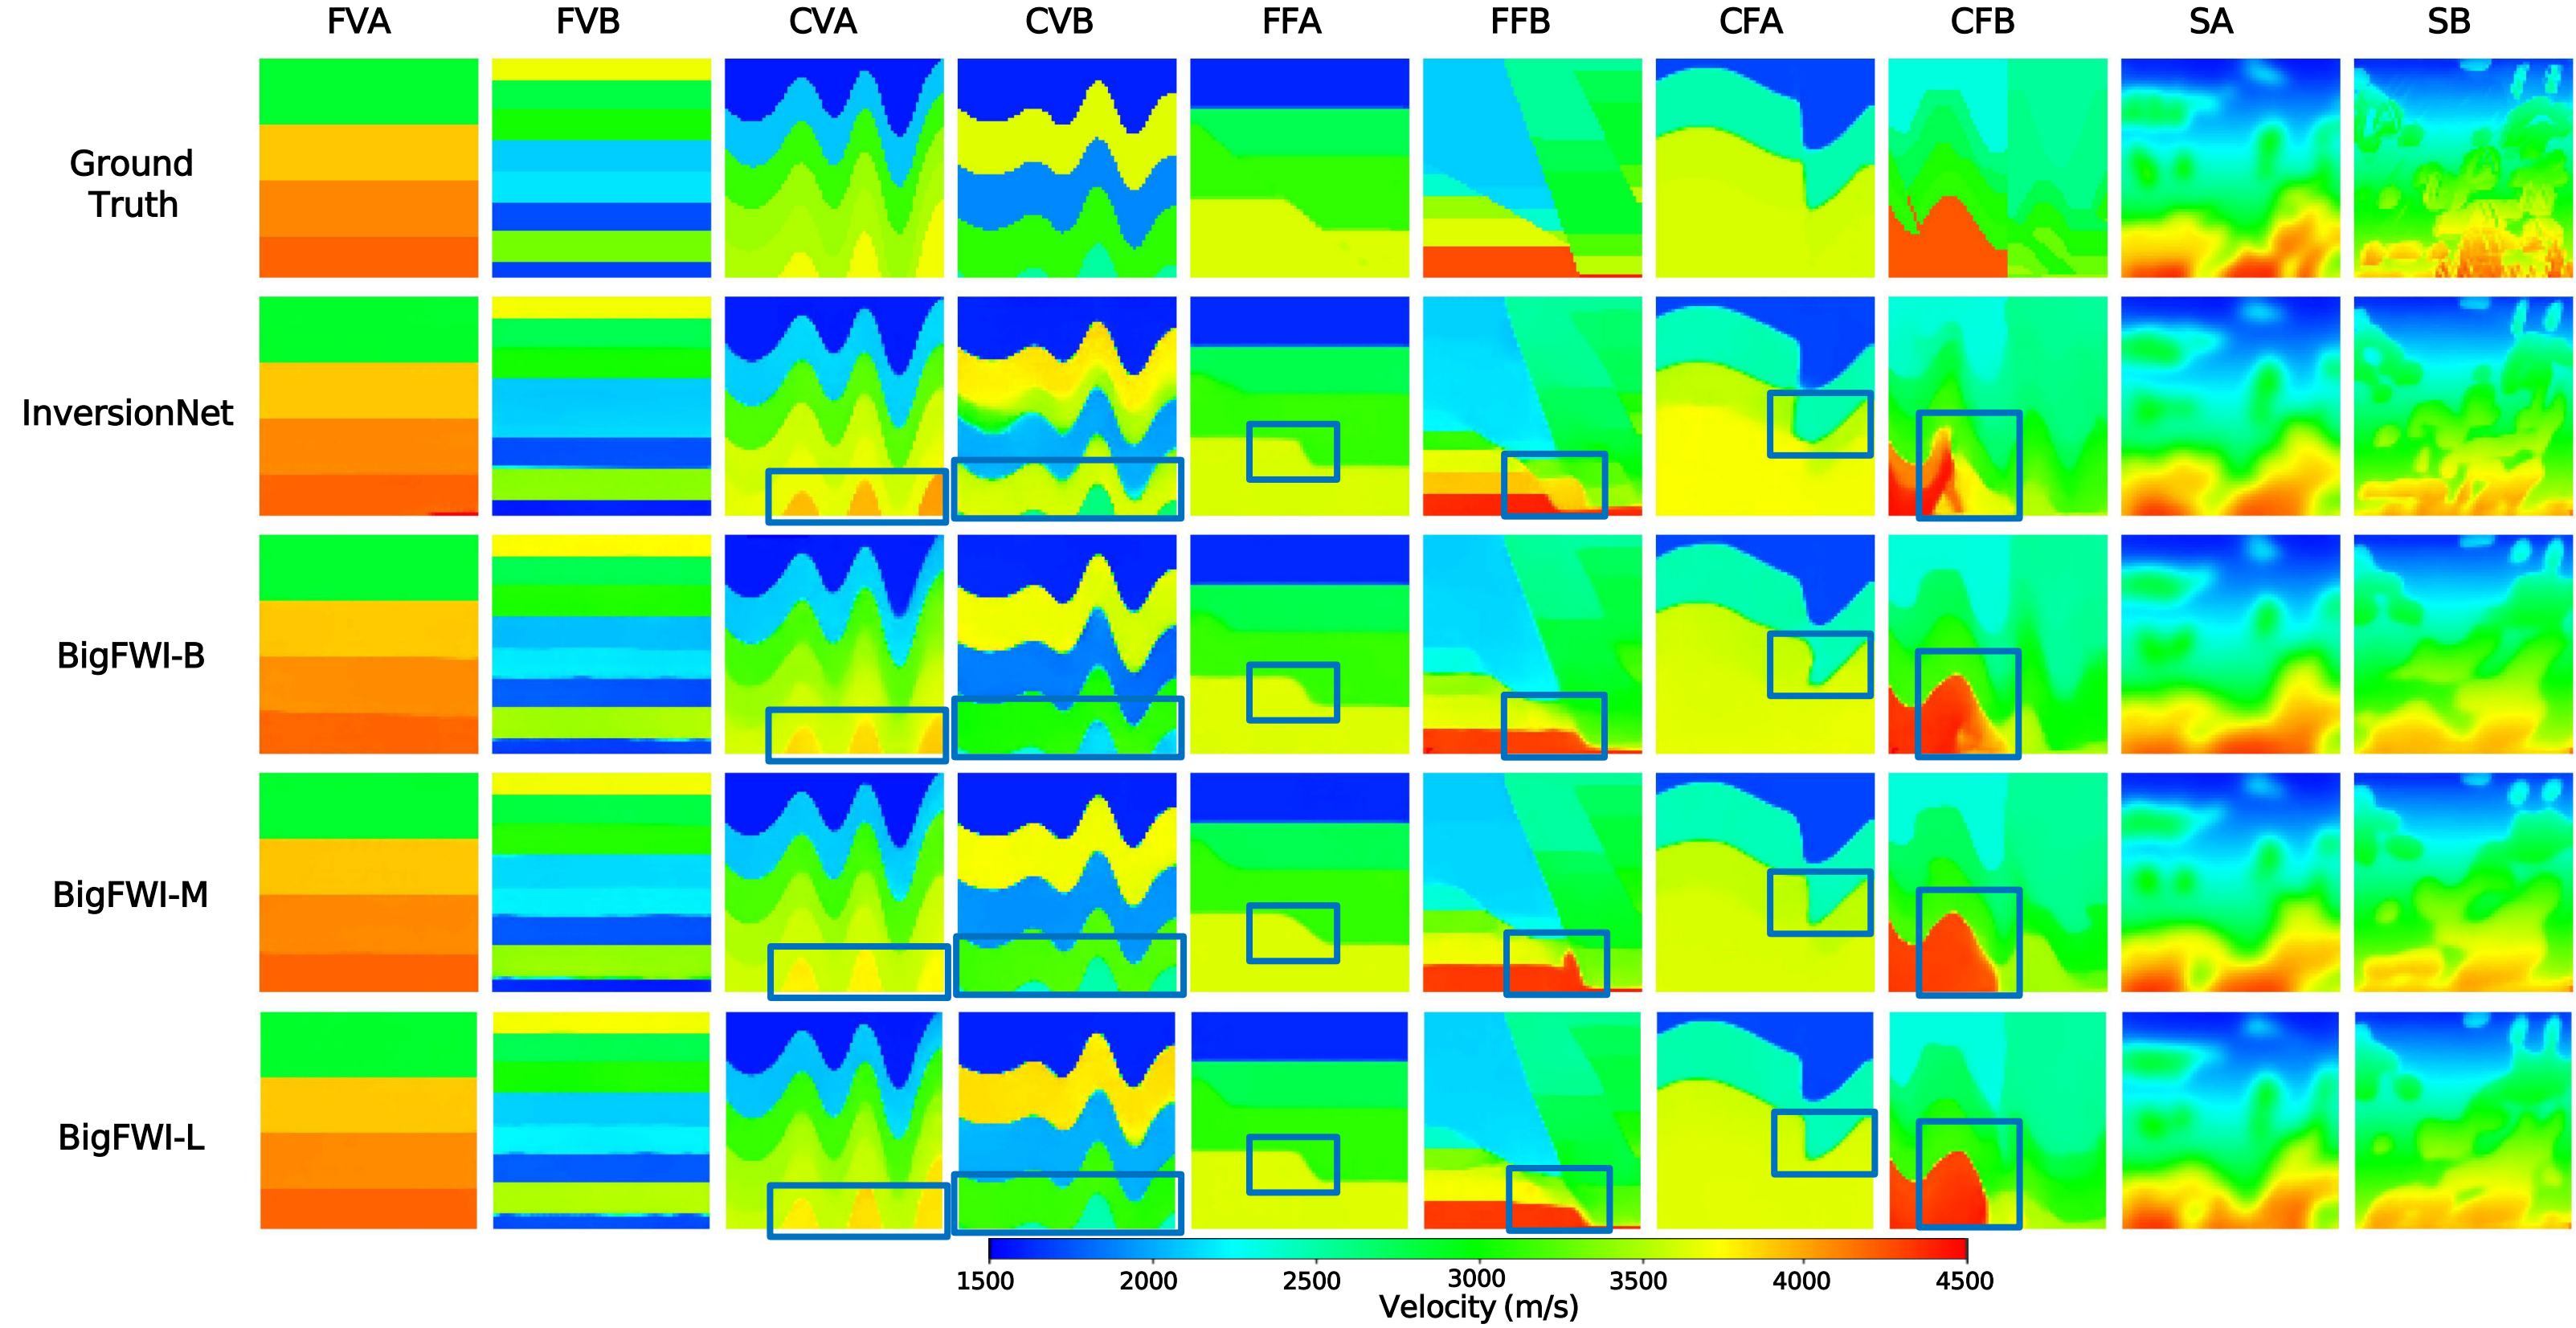 FVA FVB CVA CVB FFA FFB CFA CFB SA SB
Ground
Truth
InversionNet
BigFWI-B
BigFWI-M
BigFWI-L
1500 2000 2500 3000 3500 4000 4500
Velocity (m/s)